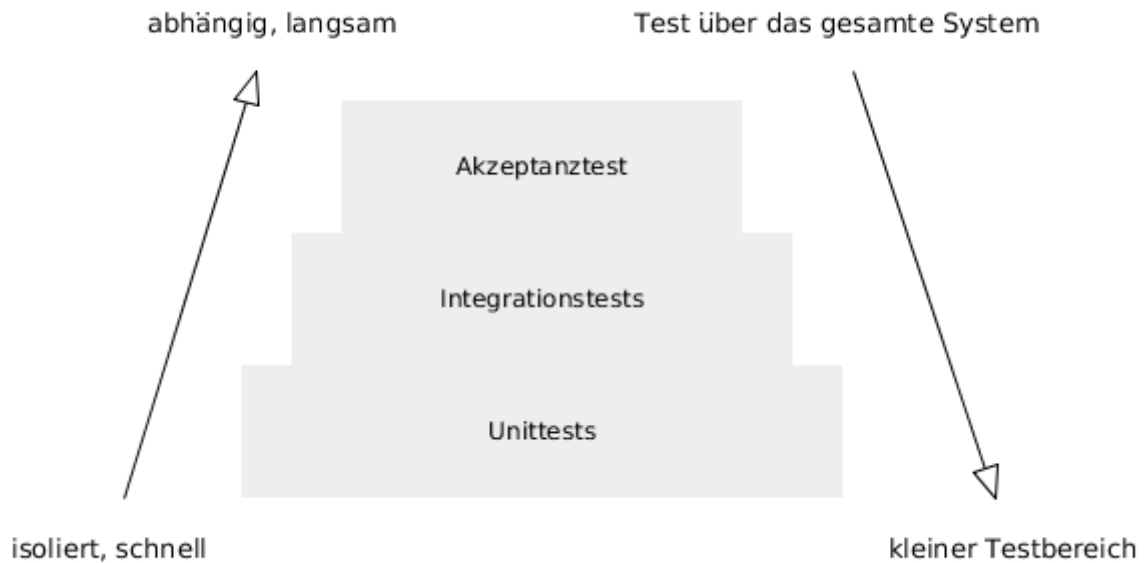 abhängig, langsam
Test über das gesamte System
Akzeptanztest
Integrationstests
Unittests
isoliert, schnell
kleiner Testbereich